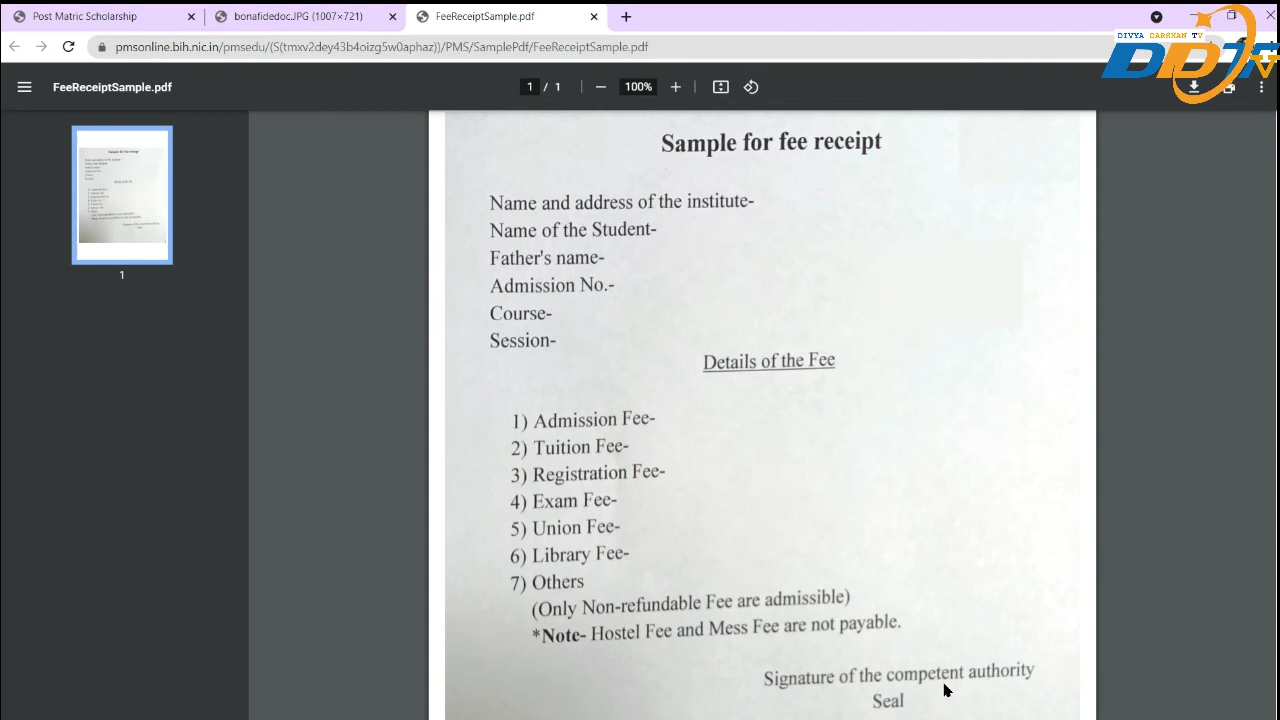 Post Matric Scholarship
bonafidedoc.JPG (1007×721)
FeeReceiptSample.pdf
pmsonline.bih.nic.in/pmsedu/(S(tmxv2dey43b4oizg5w0aphaz))/PMS/SamplePdf/FeeReceiptSample.pdf
DIVYA DARSHAN TV
DDTV
FeeReceiptSample.pdf
1 / 1
100%
1
Sample for fee receipt
Name and address of the institute-
Name of the Student-
Father's name-
Admission No.-
Course-
Session-
Details of the Fee
1) Admission Fee-
2) Tuition Fee-
3) Registration Fee-
4) Exam Fee-
5) Union Fee-
6) Library Fee-
7) Others
(Only Non-refundable Fee are admissible)
*Note- Hostel Fee and Mess Fee are not payable.
Signature of the competent authority
Seal